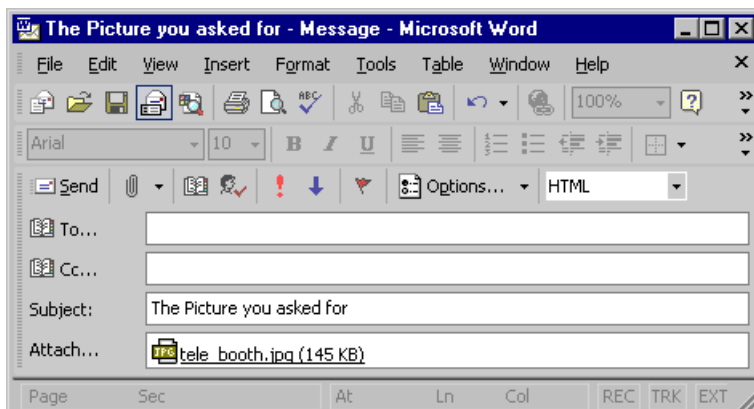 The Picture you asked for - Message - Microsoft Word
File Edit View Insert Format Tools Table Window Help
ABC 100%
Arial 10 B I U
Send Options... HTML
To...
Cc...
Subject: The Picture you asked for
Attach... JPG tele_booth.jpg (145 KB)
Page Sec At Ln Col REC TRK EXT